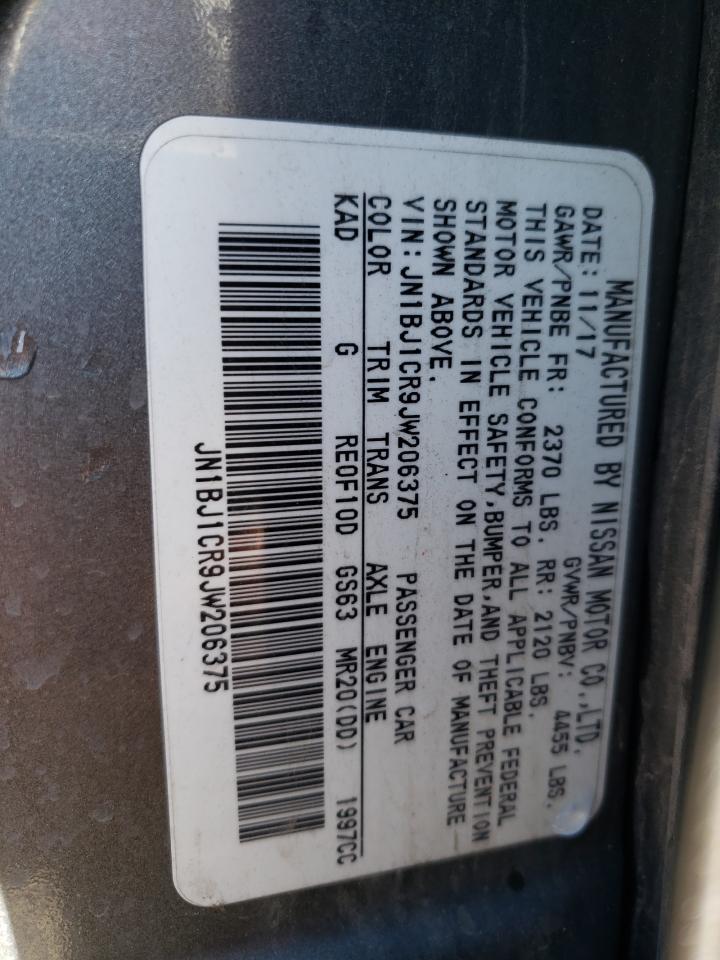 MANUFACTURED BY NISSAN MOTOR CO.,LTD.
DATE: 11/17 GVWR/PNBV: 4455 LBS.
GAWR/PNBE FR: 2370 LBS. RR: 2120 LBS.
THIS VEHICLE CONFORMS TO ALL APPLICABLE FEDERAL
MOTOR VEHICLE SAFETY,BUMPER,AND THEFT PREVENTION
STANDARDS IN EFFECT ON THE DATE OF MANUFACTURE
SHOWN ABOVE.
VIN:JN1BJ1CR9JW206375 PASSENGER CAR
COLOR TRIM TRANS AXLE ENGINE
KAD G RE0F10D GS63 MR20(DD) 1997CC
JN1BJ1CR9JW206375